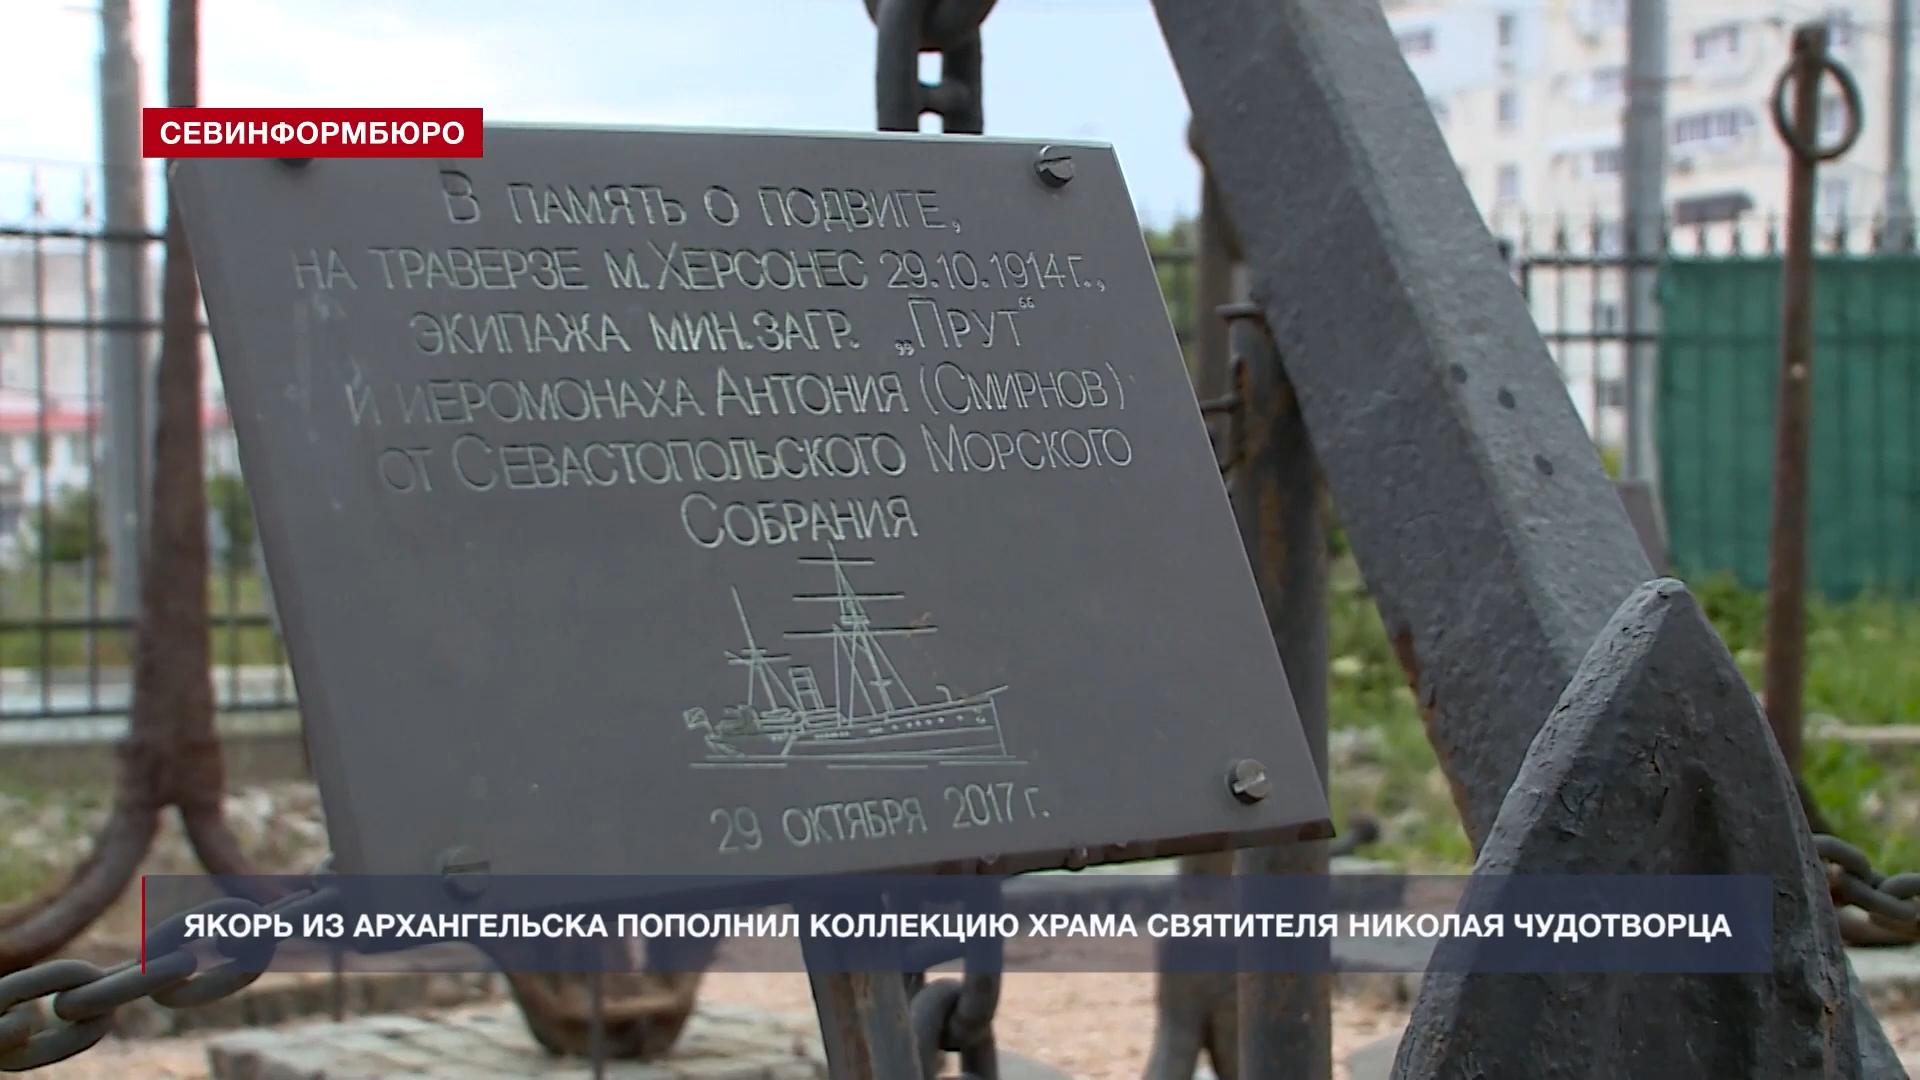 СЕВИНФОРМБЮРО
В ПАМЯТЬ О ПОДВИГЕ,
НА ТРАВЕРЗЕ М. ХЕРСОНЕС 29.10.1914 Г.,
ЭКИПАЖА МИН. ЗАГР. „ПРУТ“
И ИЕРОМОНАХА АНТОНИЯ (СМИРНОВ)
ОТ СЕВАСТОПОЛЬСКОГО МОРСКОГО
СОБРАНИЯ
29 ОКТЯБРЯ 2017 Г.
ЯКОРЬ ИЗ АРХАНГЕЛЬСКА ПОПОЛНИЛ КОЛЛЕКЦИЮ ХРАМА СВЯТИТЕЛЯ НИКОЛАЯ ЧУДОТВОРЦА